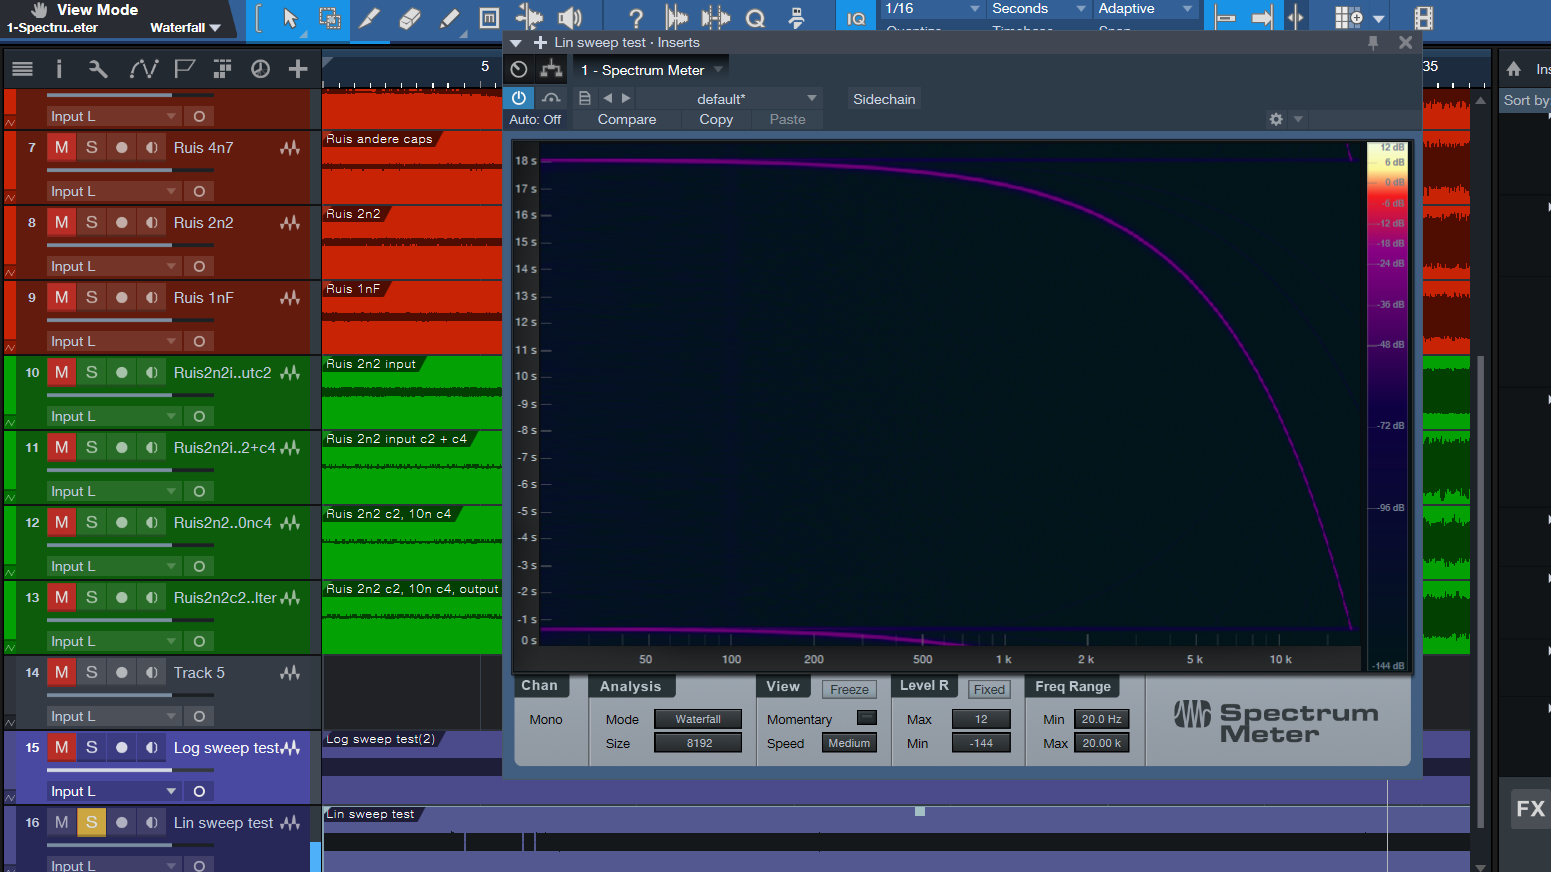 View Mode
1-Spectru..eter
Waterfall
?
IQ
1/16
Seconds
Adaptive
Quantize
Timebase
Snap
5
35
Lin sweep test · Inserts
1 - Spectrum Meter
default*
Sidechain
Auto: Off
Compare
Copy
Paste
Ins
Sort by:
Input L
7 M S Ruis 4n7
Input L
Ruis andere caps
8 M S Ruis 2n2
Input L
Ruis 2n2
9 M S Ruis 1nF
Input L
Ruis 1nF
10 M S Ruis2n2i..utc2
Input L
Ruis 2n2 input
11 M S Ruis2n2i..2+c4
Input L
Ruis 2n2 input c2 + c4
12 M S Ruis2n2..0nc4
Input L
Ruis 2n2 c2, 10n c4
13 M S Ruis2n2c2..lter
Input L
Ruis 2n2 c2, 10n c4, output
14 M S Track 5
Input L
15 M S Log sweep test
Input L
Log sweep test(2)
16 M S Lin sweep test
Input L
Lin sweep test
18 s
17 s
16 s
15 s
14 s
13 s
12 s
11 s
10 s
-9 s
-8 s
-7 s
-6 s
-5 s
-4 s
-3 s
-2 s
-1 s
0 s
50 100 200 500 1 k 2 k 5 k 10 k
12 dB
6 dB
0 dB
-6 dB
-12 dB
-18 dB
-24 dB
-36 dB
-48 dB
-72 dB
-96 dB
-144 dB
Chan
Mono
Analysis
Mode Waterfall
Size 8192
View Freeze
Momentary
Speed Medium
Level R Fixed
Max 12
Min -144
Freq Range
Min 20.0 Hz
Max 20.00 k
Spectrum
Meter
FX